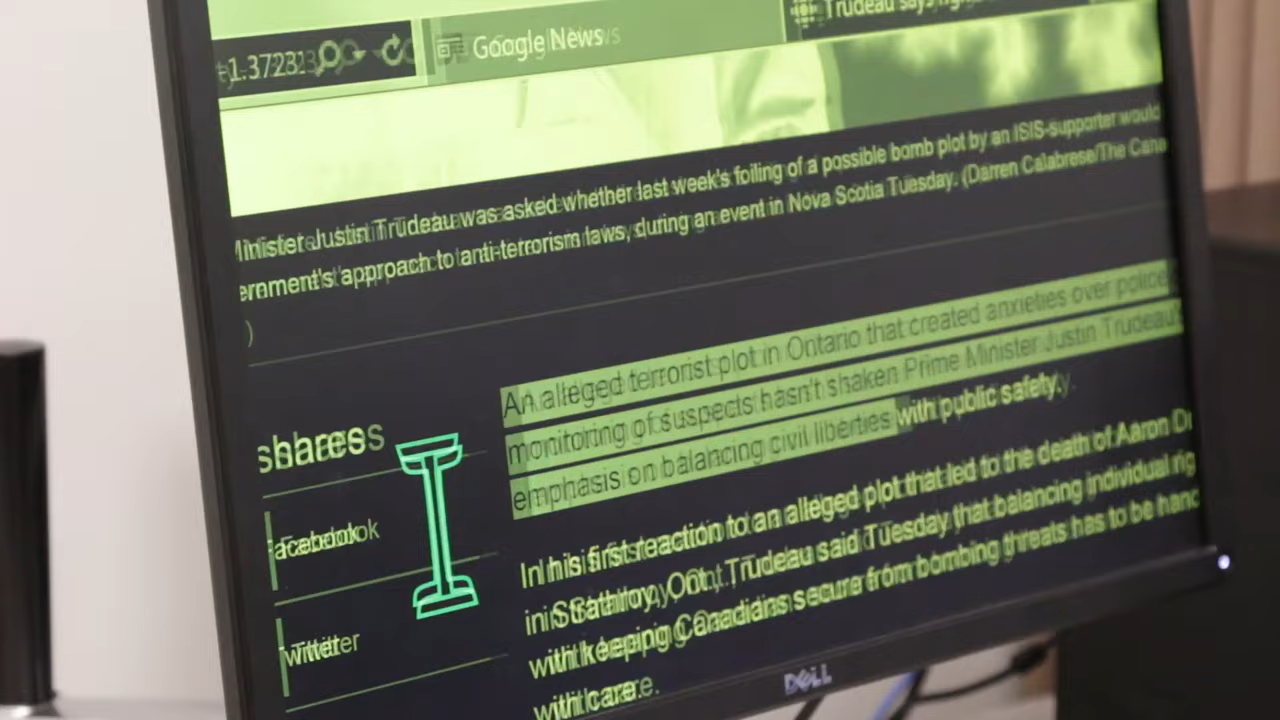 1.3723
Google News
Trudeau says
Minister Justin Trudeau was asked whether last week's foiling of a possible bomb plot by an ISIS-supporter would
ernment's approach to anti-terrorism laws, during an event in Nova Scotia Tuesday. (Darren Calabrese/The Cana
)
An alleged terrorist plot in Ontario that created anxieties over police
monitoring of suspects hasn't shaken Prime Minister Justin Trudeau's
emphasis on balancing civil liberties with public safety.
shares
Facebook
Twitter
In his first reaction to an alleged plot that led to the death of Aaron Dr
in Strathroy, Ont., Trudeau said Tuesday that balancing individual rig
with keeping Canadians secure from bombing threats has to be hand
with care.
DELL